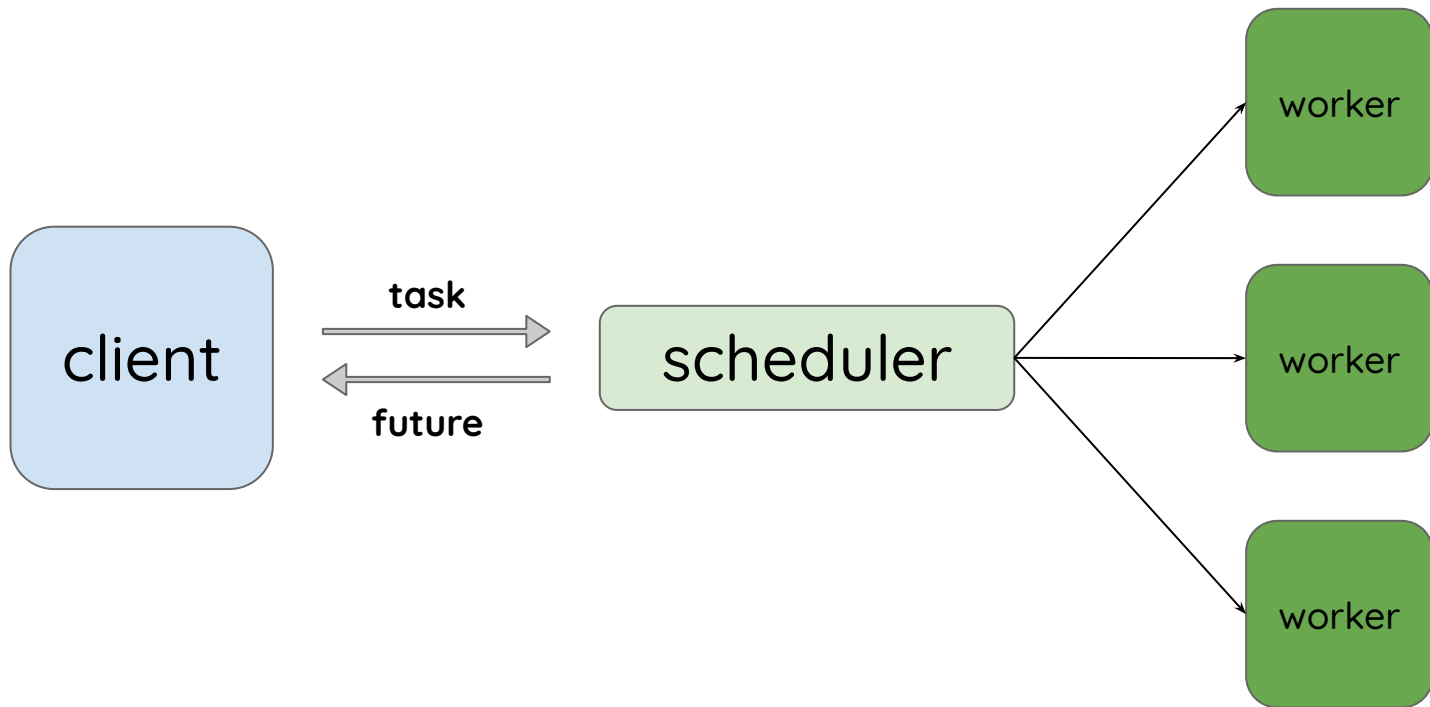 client
task
future
scheduler
worker
worker
worker